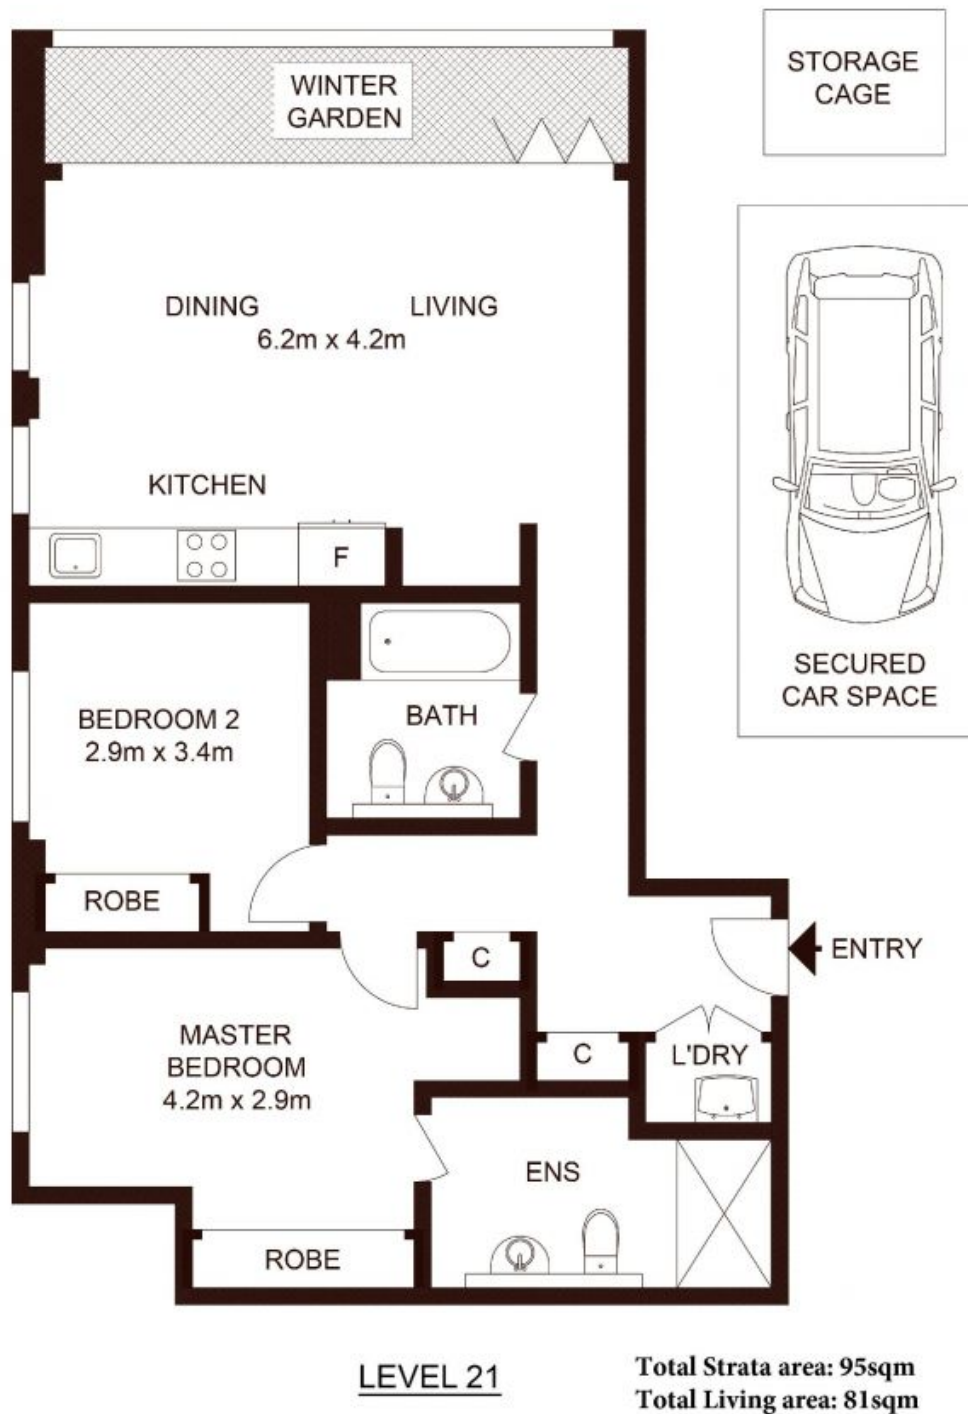 WINTER
GARDEN
STORAGE
CAGE
DINING LIVING
6.2m x 4.2m
KITCHEN
F
SECURED
CAR SPACE
BEDROOM 2
2.9m x 3.4m
BATH
ROBE
C
ENTRY
MASTER
BEDROOM
4.2m x 2.9m
C
L'DRY
ENS
ROBE
LEVEL 21
Total Strata area: 95sqm
Total Living area: 81sqm